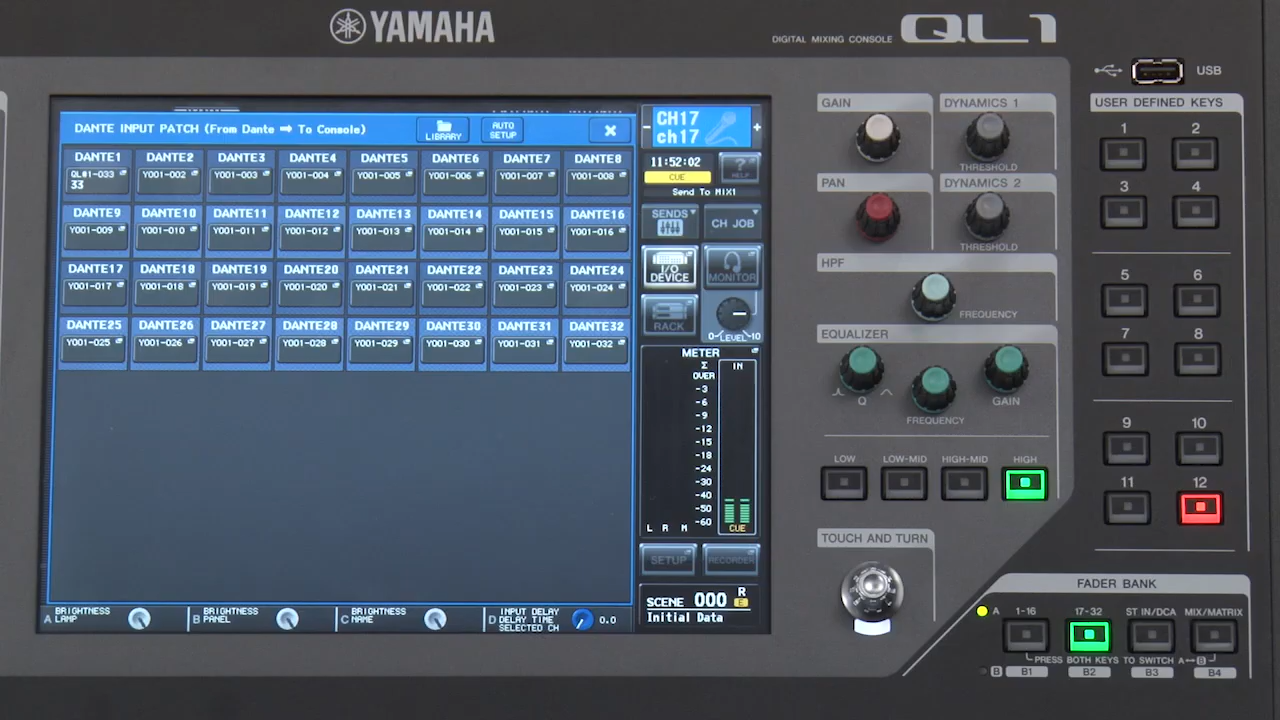 YAMAHA
DIGITAL MIXING CONSOLE QL1
USB
DANTE INPUT PATCH (From Dante ➡ To Console)
LIBRARY
AUTO SETUP
CH17
ch17
- +
11:52:02
CUE
?
HELP
Send To MIX1
SENDS
CH JOB
I/O DEVICE
MONITOR
RACK
0-LEVEL-10
DANTE1 DANTE2 DANTE3 DANTE4 DANTE5 DANTE6 DANTE7 DANTE8
QL#1-033 Y001-002 Y001-003 Y001-004 Y001-005 Y001-006 Y001-007 Y001-008
33
DANTE9 DANTE10 DANTE11 DANTE12 DANTE13 DANTE14 DANTE15 DANTE16
Y001-009 Y001-010 Y001-011 Y001-012 Y001-013 Y001-014 Y001-015 Y001-016
DANTE17 DANTE18 DANTE19 DANTE20 DANTE21 DANTE22 DANTE23 DANTE24
Y001-017 Y001-018 Y001-019 Y001-020 Y001-021 Y001-022 Y001-023 Y001-024
DANTE25 DANTE26 DANTE27 DANTE28 DANTE29 DANTE30 DANTE31 DANTE32
Y001-025 Y001-026 Y001-027 Y001-028 Y001-029 Y001-030 Y001-031 Y001-032
METER
Σ IN
OVER
-3
-6
-9
-12
-15
-18
-24
-30
-40
-50
-60
L R M
CUE
SETUP
RECORDER
SCENE 000 R
E
Initial Data
A BRIGHTNESS LAMP
B BRIGHTNESS PANEL
C BRIGHTNESS NAME
D INPUT DELAY DELAY TIME SELECTED CH 0.0
GAIN
DYNAMICS 1
THRESHOLD
PAN
DYNAMICS 2
THRESHOLD
HPF
FREQUENCY
EQUALIZER
Q
FREQUENCY
GAIN
LOW LOW-MID HIGH-MID HIGH
TOUCH AND TURN
USER DEFINED KEYS
1 2
3 4
5 6
7 8
9 10
11 12
FADER BANK
A 1-16 17-32 ST IN/DCA MIX/MATRIX
PRESS BOTH KEYS TO SWITCH A↔B
B B1 B2 B3 B4